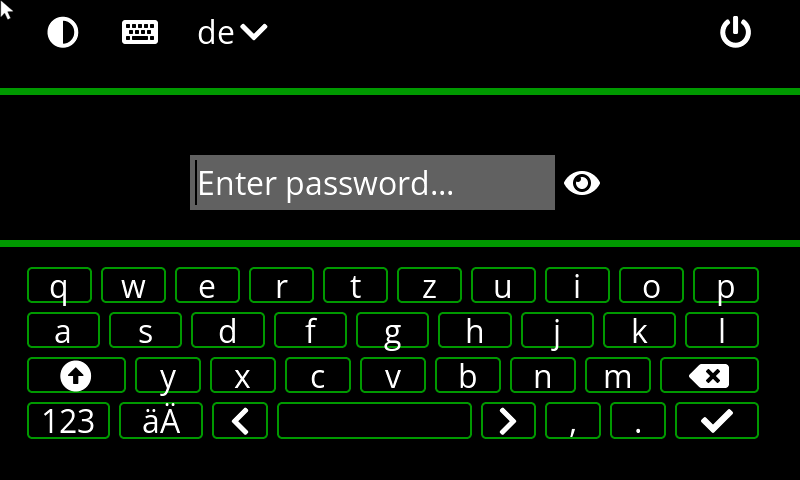 de
Enter password...
q w e r t z u i o p
a s d f g h j k l
y x c v b n m
123 äÄ , .